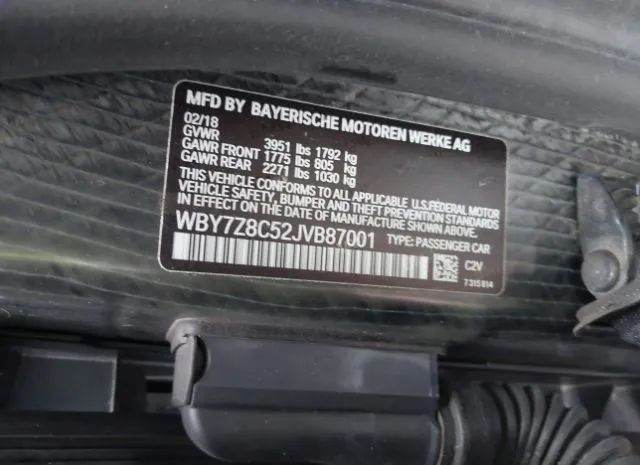 MFD BY BAYERISCHE MOTOREN WERKE AG
02/18
GVWR 3951 lbs 1792 kg
GAWR FRONT 1775 lbs 805 kg
GAWR REAR 2271 lbs 1030 kg
THIS VEHICLE CONFORMS TO ALL APPLICABLE U.S.FEDERAL MOTOR
VEHICLE SAFETY, BUMPER AND THEFT PREVENTION STANDARDS
IN EFFECT ON THE DATE OF MANUFACTURE SHOWN ABOVE.
WBY7Z8C52JVB87001 TYPE: PASSENGER CAR
C2V
7315814